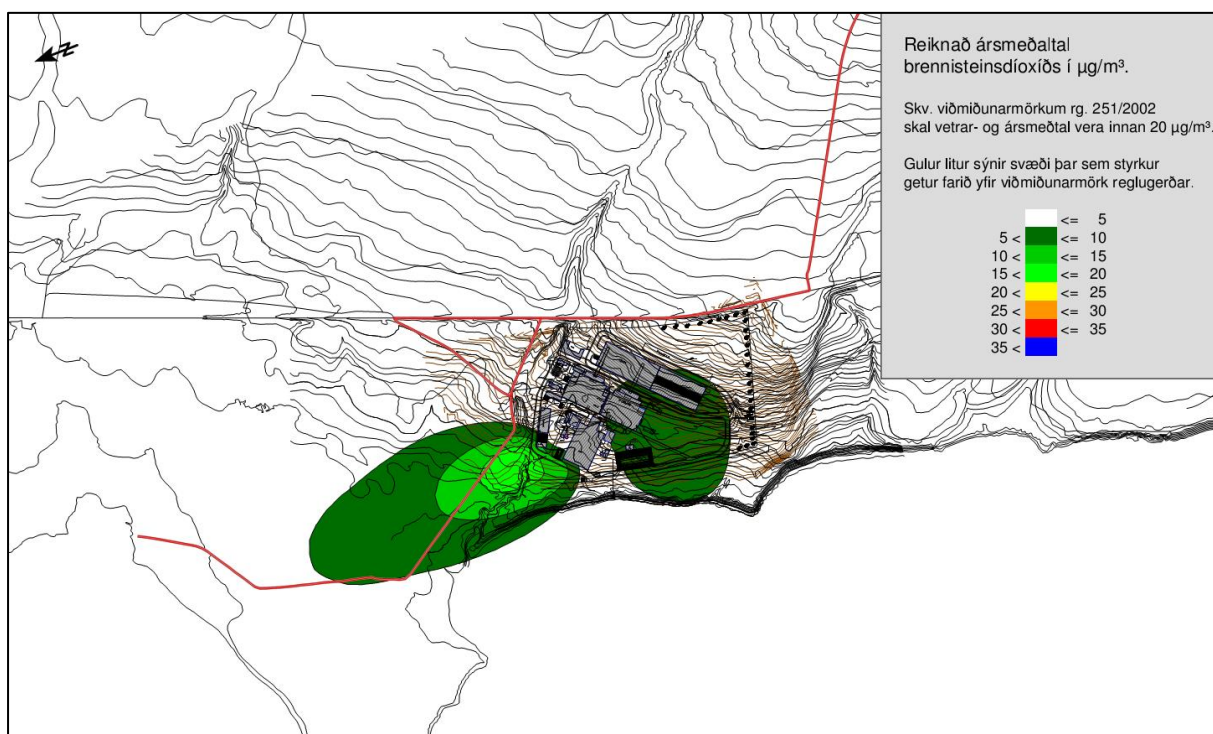 N
Reiknað ársmeðaltal
brennisteinsdíoxíðs í µg/m³.
Skv. viðmiðunarmörkum rg. 251/2002
skal vetrar- og ársmeðtal vera innan 20 µg/m³.
Gulur litur sýnir svæði þar sem styrkur
getur farið yfir viðmiðunarmörk reglugerðar.
<= 5
5 < <= 10
10 < <= 15
15 < <= 20
20 < <= 25
25 < <= 30
30 < <= 35
35 <